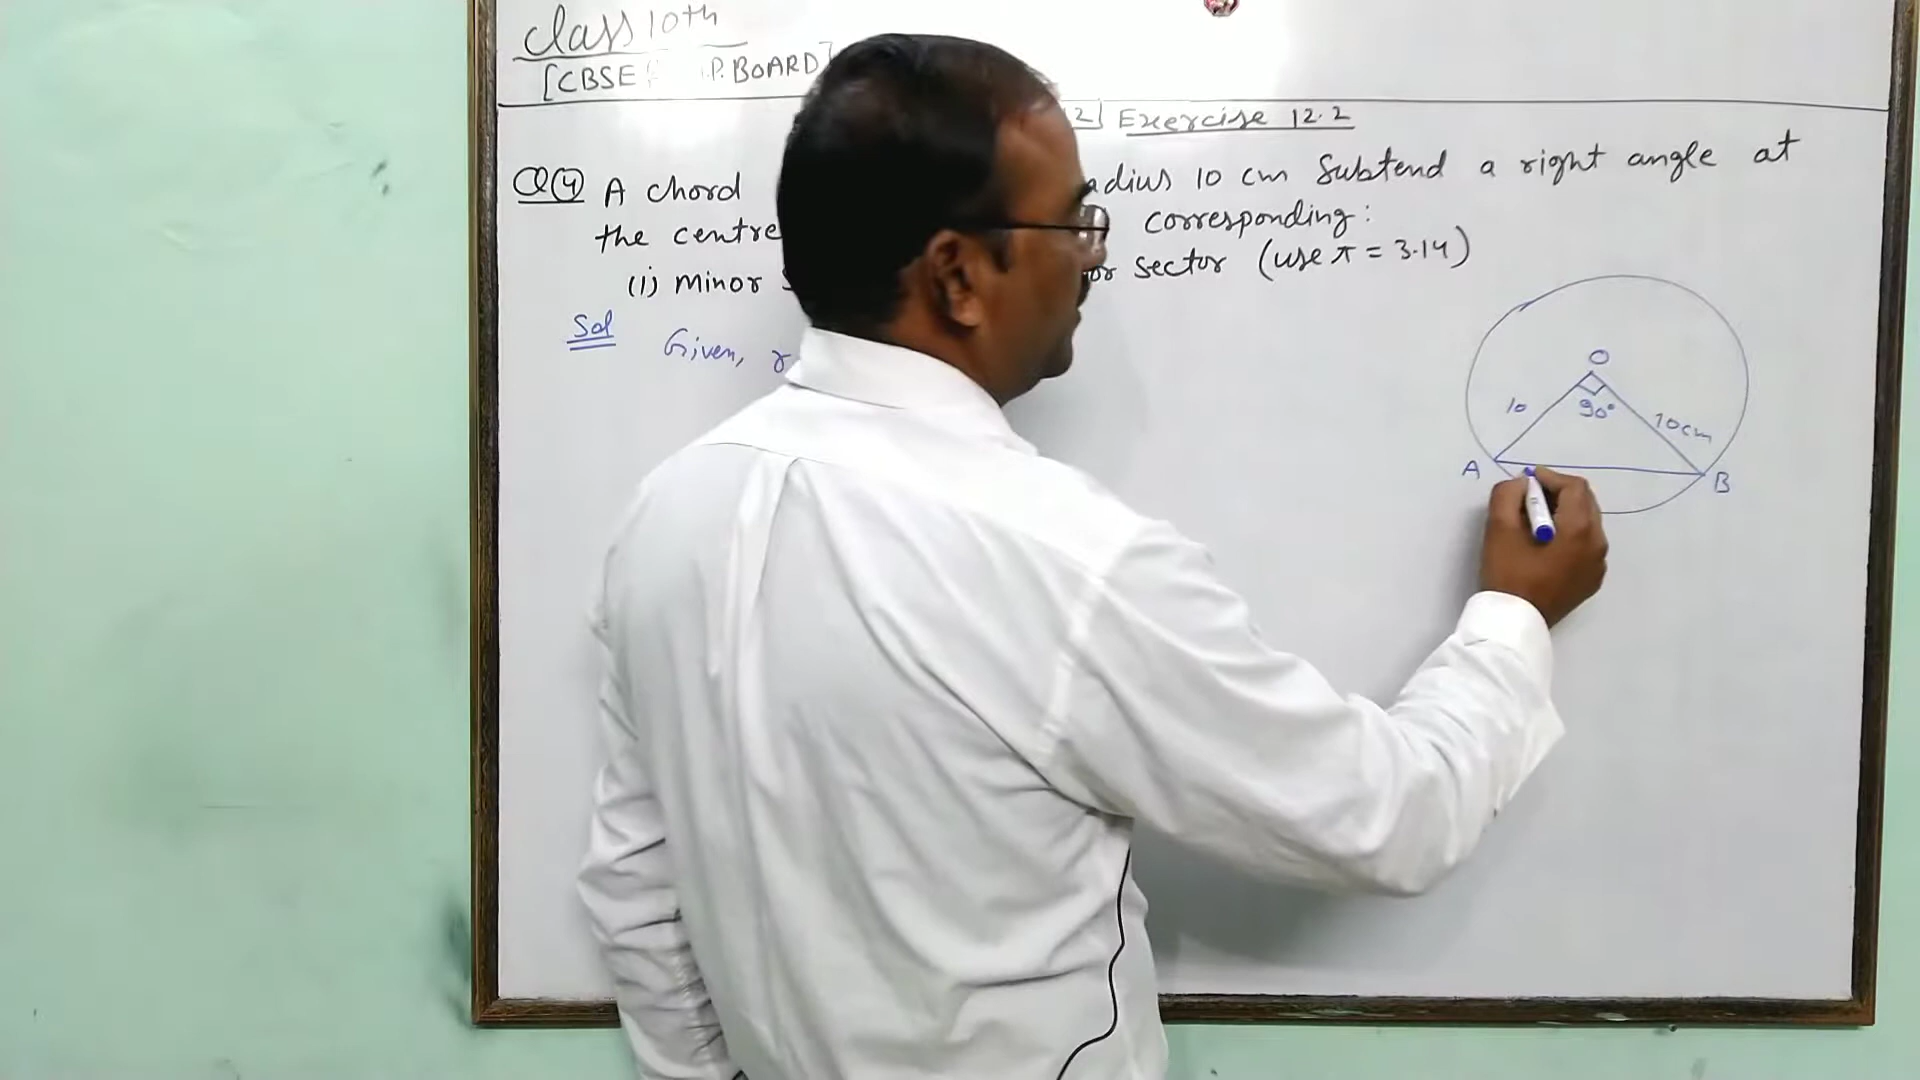 Class 10th
[CBSE P. BOARD]
12] Exercise 12.2
Q(4) A chord adius 10 cm Subtend a right angle at
the centre corresponding:
(i) Minor or sector (use π = 3.14)
Sol Given, r
O
10 90° 10cm
A B